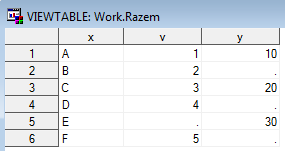 VIEWTABLE: Work.Razem
x v y
1 A 1 10
2 B 2 .
3 C 3 20
4 D 4 .
5 E . 30
6 F 5 .